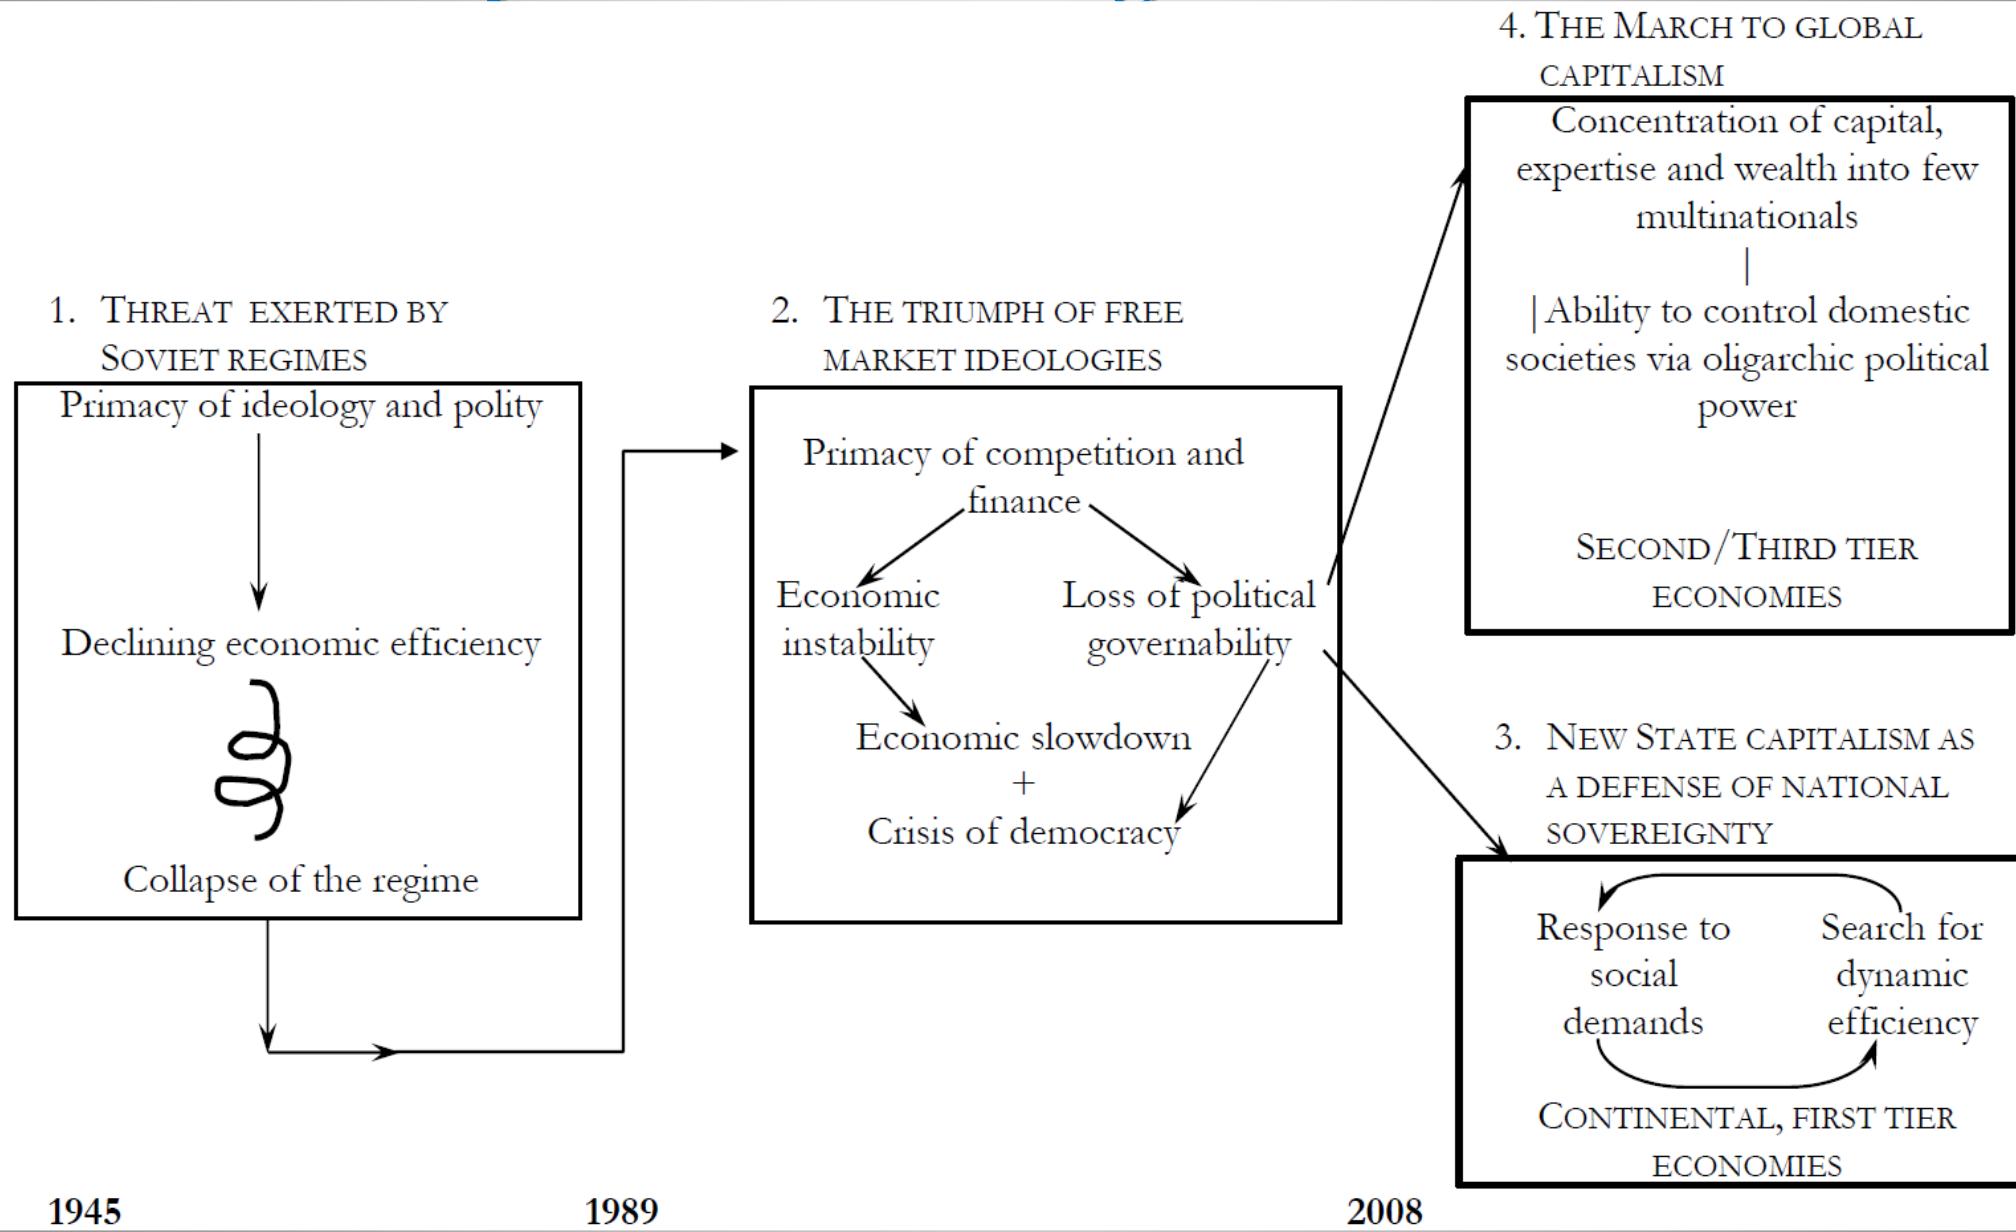 1. THREAT EXERTED BY
SOVIET REGIMES
Primacy of ideology and polity
Declining economic efficiency
Collapse of the regime
2. THE TRIUMPH OF FREE
MARKET IDEOLOGIES
Primacy of competition and
finance
Economic
instability
Loss of political
governability
Economic slowdown
+
Crisis of democracy
4. THE MARCH TO GLOBAL
CAPITALISM
Concentration of capital,
expertise and wealth into few
multinationals
|
|Ability to control domestic
societies via oligarchic political
power
SECOND/THIRD TIER
ECONOMIES
3. NEW STATE CAPITALISM AS
A DEFENSE OF NATIONAL
SOVEREIGNTY
Response to
social
demands
Search for
dynamic
efficiency
CONTINENTAL, FIRST TIER
ECONOMIES
1945
1989
2008